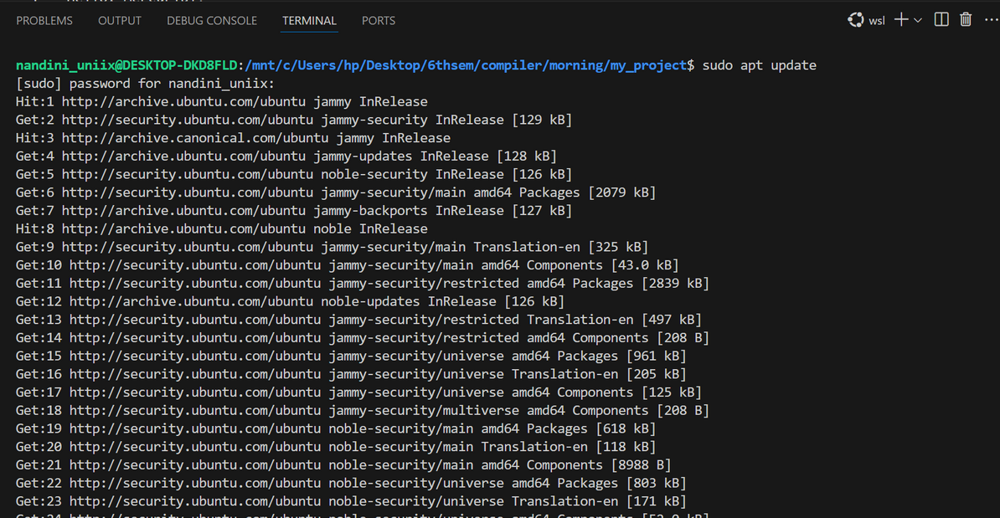 PROBLEMS OUTPUT DEBUG CONSOLE TERMINAL PORTS wsl
nandini_uniix@DESKTOP-DKD8FLD:/mnt/c/Users/hp/Desktop/6thsem/compiler/morning/my_project$ sudo apt update
[sudo] password for nandini_uniix:
Hit:1 http://archive.ubuntu.com/ubuntu jammy InRelease
Get:2 http://security.ubuntu.com/ubuntu jammy-security InRelease [129 kB]
Hit:3 http://archive.canonical.com/ubuntu jammy InRelease
Get:4 http://archive.ubuntu.com/ubuntu jammy-updates InRelease [128 kB]
Get:5 http://security.ubuntu.com/ubuntu noble-security InRelease [126 kB]
Get:6 http://security.ubuntu.com/ubuntu jammy-security/main amd64 Packages [2079 kB]
Get:7 http://archive.ubuntu.com/ubuntu jammy-backports InRelease [127 kB]
Hit:8 http://archive.ubuntu.com/ubuntu noble InRelease
Get:9 http://security.ubuntu.com/ubuntu jammy-security/main Translation-en [325 kB]
Get:10 http://security.ubuntu.com/ubuntu jammy-security/main amd64 Components [43.0 kB]
Get:11 http://security.ubuntu.com/ubuntu jammy-security/restricted amd64 Packages [2839 kB]
Get:12 http://archive.ubuntu.com/ubuntu noble-updates InRelease [126 kB]
Get:13 http://security.ubuntu.com/ubuntu jammy-security/restricted Translation-en [497 kB]
Get:14 http://security.ubuntu.com/ubuntu jammy-security/restricted amd64 Components [208 B]
Get:15 http://security.ubuntu.com/ubuntu jammy-security/universe amd64 Packages [961 kB]
Get:16 http://security.ubuntu.com/ubuntu jammy-security/universe Translation-en [205 kB]
Get:17 http://security.ubuntu.com/ubuntu jammy-security/universe amd64 Components [125 kB]
Get:18 http://security.ubuntu.com/ubuntu jammy-security/multiverse amd64 Components [208 B]
Get:19 http://security.ubuntu.com/ubuntu noble-security/main amd64 Packages [618 kB]
Get:20 http://security.ubuntu.com/ubuntu noble-security/main Translation-en [118 kB]
Get:21 http://security.ubuntu.com/ubuntu noble-security/main amd64 Components [8988 B]
Get:22 http://security.ubuntu.com/ubuntu noble-security/universe amd64 Packages [803 kB]
Get:23 http://security.ubuntu.com/ubuntu noble-security/universe Translation-en [171 kB]